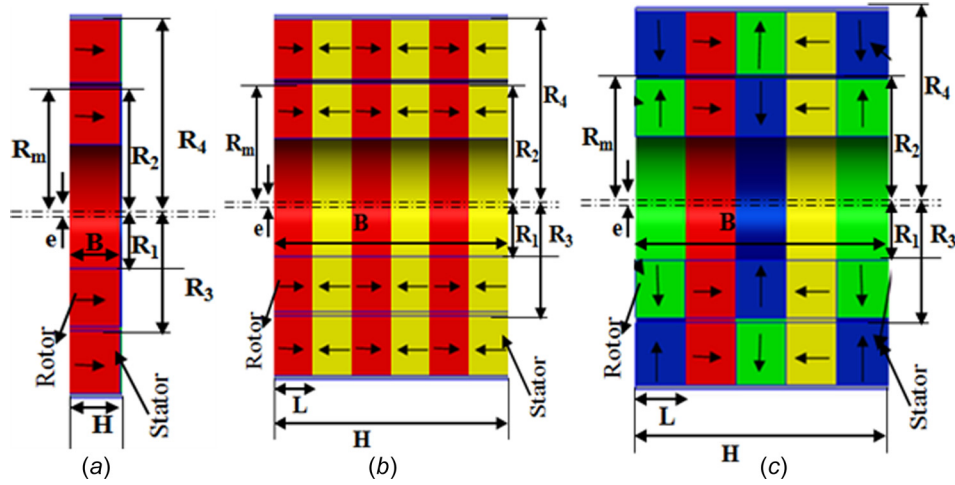 R₄
Rₘ
R₂
e
B
R₁
R₃
Rotor
Stator
H
(a)
R₄
Rₘ
R₂
e
B
R₁
R₃
Rotor
Stator
L
H
(b)
R₄
Rₘ
R₂
e
B
R₁
R₃
Rotor
Stator
L
H
(c)